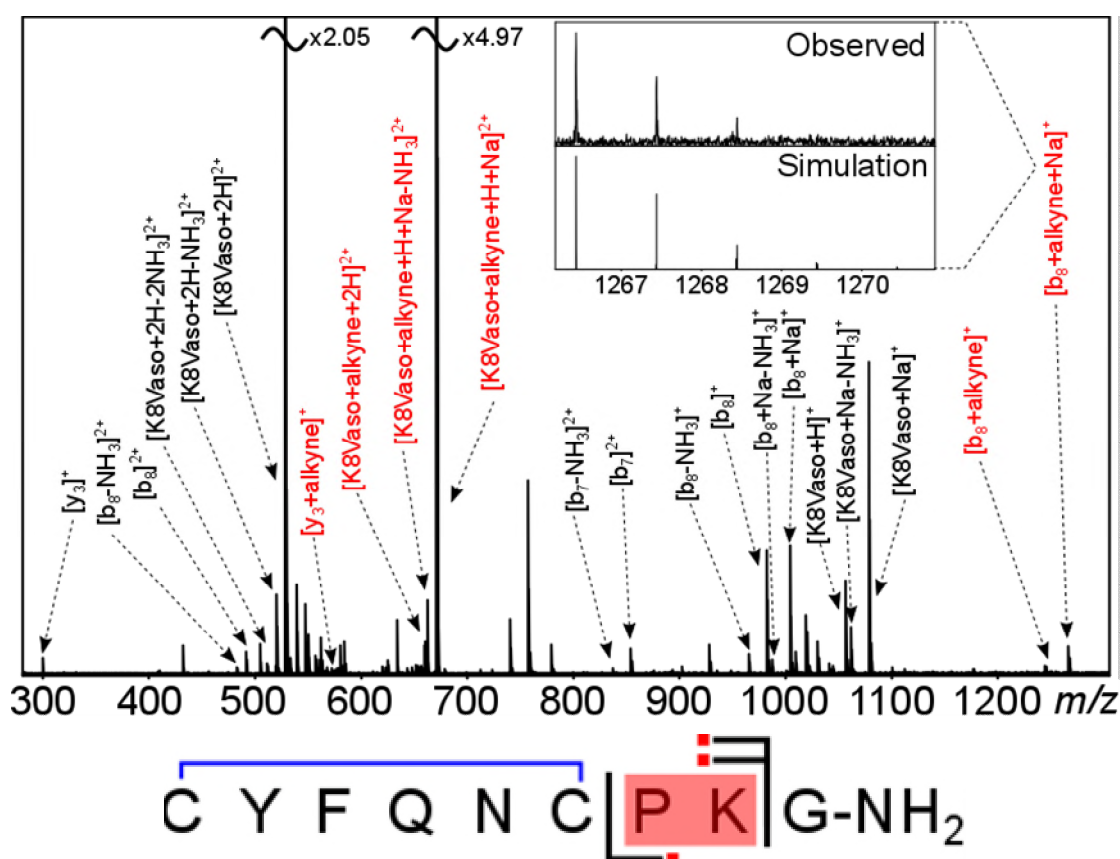 x2.05
x4.97
Observed
Simulation
1267 1268 1269 1270
[y₃]⁺
[b₈-NH₃]²⁺
[b₈]²⁺
[K8Vaso+2H-2NH₃]²⁺
[K8Vaso+2H-NH₃]²⁺
[K8Vaso+2H]²⁺
[y₃+alkyne]⁺
[K8Vaso+alkyne+2H]²⁺
[K8Vaso+alkyne+H+Na-NH₃]²⁺
[K8Vaso+alkyne+H+Na]²⁺
[b₇-NH₃]²⁺
[b₇]²⁺
[b₈-NH₃]⁺
[b₈]⁺
[b₈+Na-NH₃]⁺
[b₈+Na]⁺
[K8Vaso+H]⁺
[K8Vaso+Na-NH₃]⁺
[K8Vaso+Na]⁺
[b₈+alkyne]⁺
[b₈+alkyne+Na]⁺
300 400 500 600 700 800 900 1000 1100 1200 m/z
C Y F Q N C P K G-NH₂